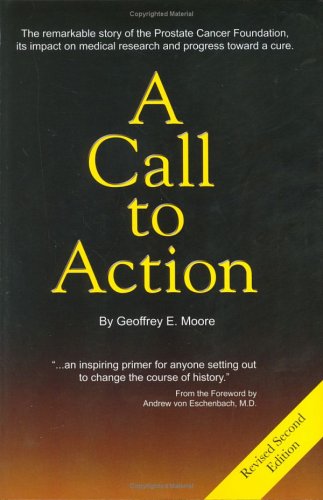 The remarkable story of the Prostate Cancer Foundation,
its impact on medical research and progress toward a cure.
A
Call
to
Action
By Geoffrey E. Moore
"...an inspiring primer for anyone setting out
to change the course of history."
From the Foreword by
Andrew von Eschenbach, M.D.
Revised Second
Edition
Copyrighted Material
Copyrighted Material